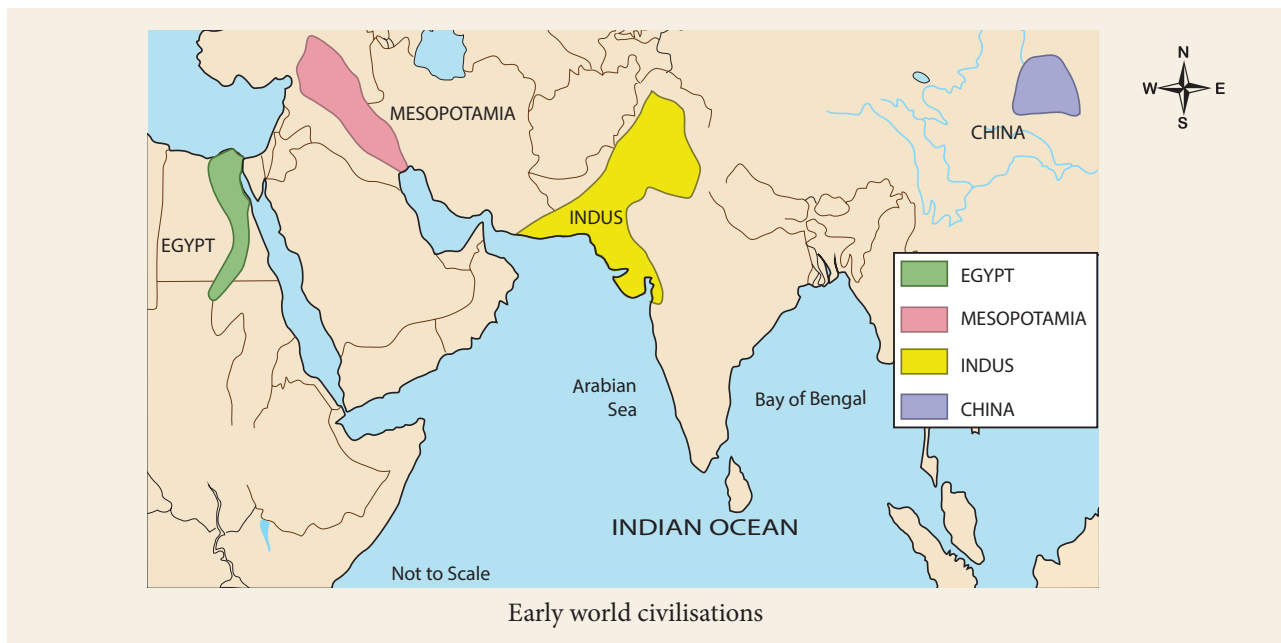 N
W E
S
MESOPOTAMIA
CHINA
INDUS
EGYPT
EGYPT
MESOPOTAMIA
INDUS
CHINA
Arabian
Sea
Bay of Bengal
INDIAN OCEAN
Not to Scale
Early world civilisations